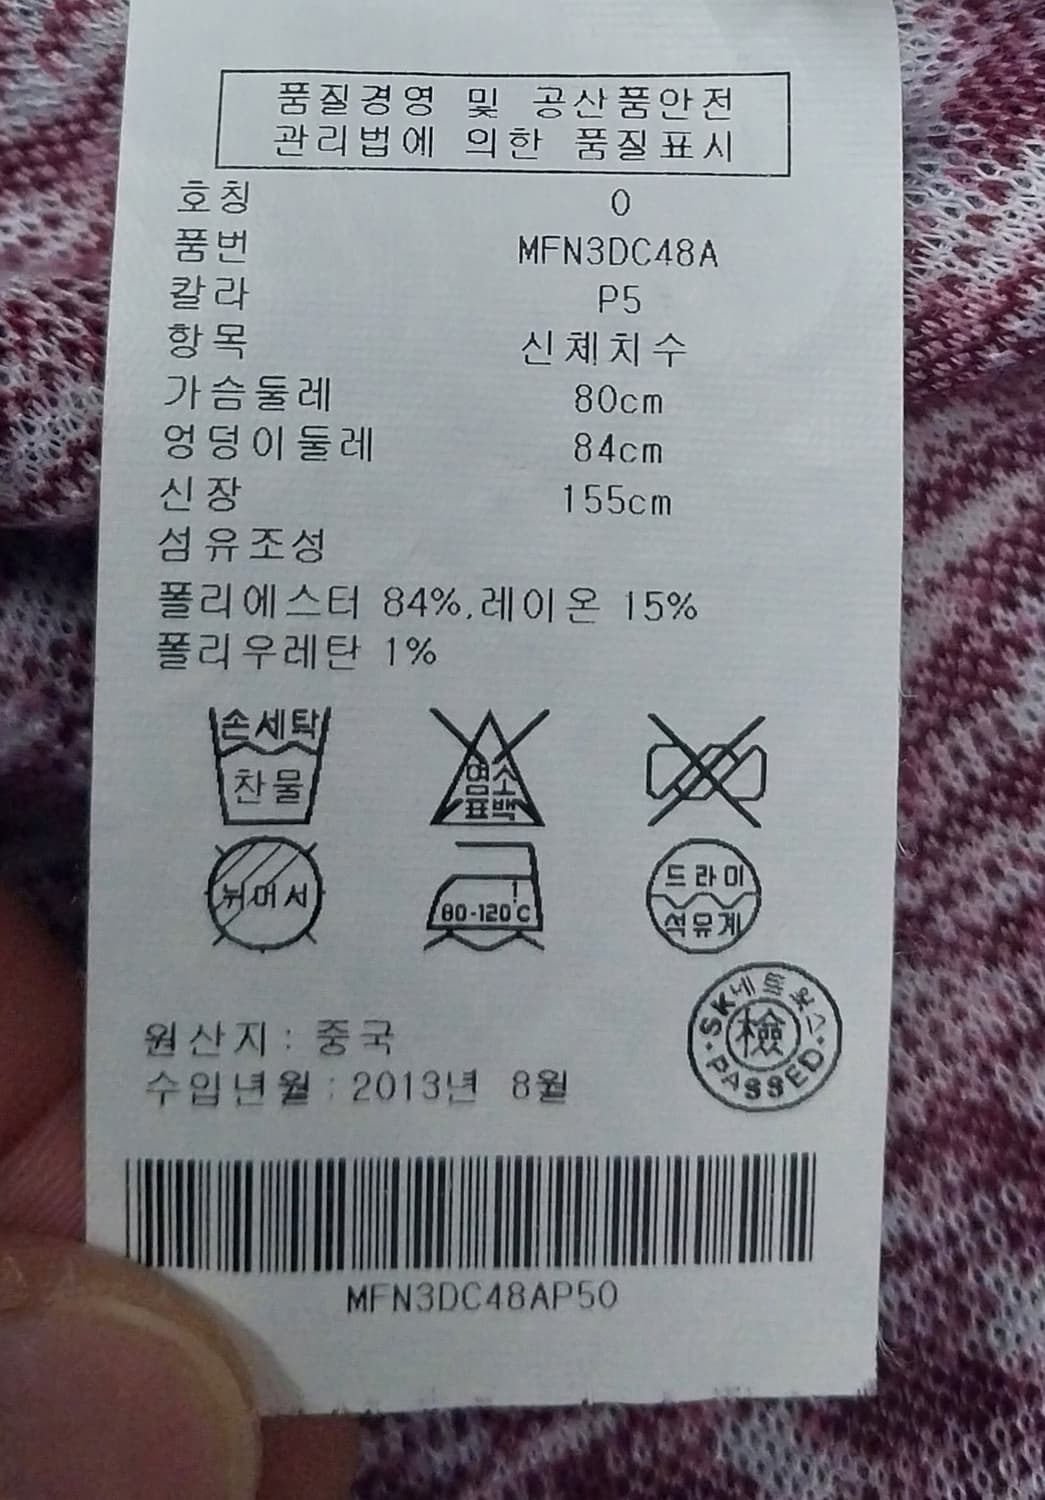 품질경영 및 공산품안전
관리법에 의한 품질표시
호칭 0
품번 MFN3DC48A
칼라 P5
항목 신체치수
가슴둘레 80cm
엉덩이둘레 84cm
신장 155cm
섬유조성
폴리에스터 84%,레이온 15%
폴리우레탄 1%
손세탁
찬물
염소
표백
뉘어서
80-120℃
드라이
석유계
SK네트웍스
檢
PASSED
원산지: 중국
수입년월:2013년 8월
MFN3DC48AP50